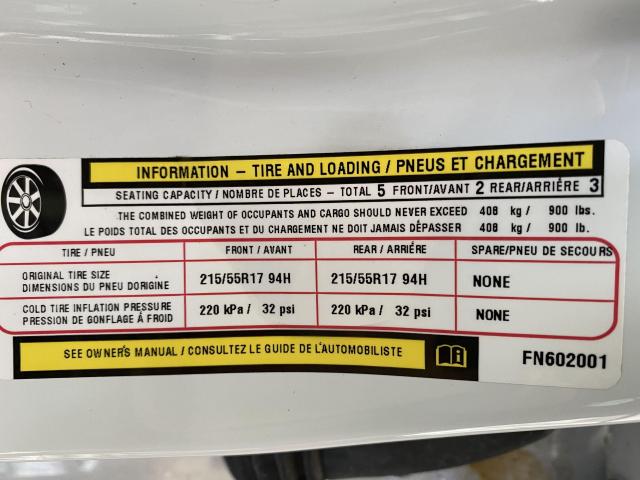 INFORMATION – TIRE AND LOADING / PNEUS ET CHARGEMENT
SEATING CAPACITY / NOMBRE DE PLACES – TOTAL 5 FRONT/AVANT 2 REAR/ARRIÉRE 3
THE COMBINED WEIGHT OF OCCUPANTS AND CARGO SHOULD NEVER EXCEED 408 kg / 900 lbs.
LE POIDS TOTAL DES OCCUPANTS ET DU CHARGEMENT NE DOIT JAMAIS DÉPASSER 408 kg / 900 lb.
TIRE / PNEU FRONT / AVANT REAR / ARRIÉRE SPARE/PNEU DE SECOURS
ORIGINAL TIRE SIZE
DIMENSIONS DU PNEU DORIGINE 215/55R17 94H 215/55R17 94H NONE
COLD TIRE INFLATION PRESSURE
PRESSION DE GONFLAGE Á FROID 220 kPa / 32 psi 220 kPa / 32 psi NONE
SEE OWNER'S MANUAL / CONSULTEZ LE GUIDE DE L'AUTOMOBILISTE
FN602001